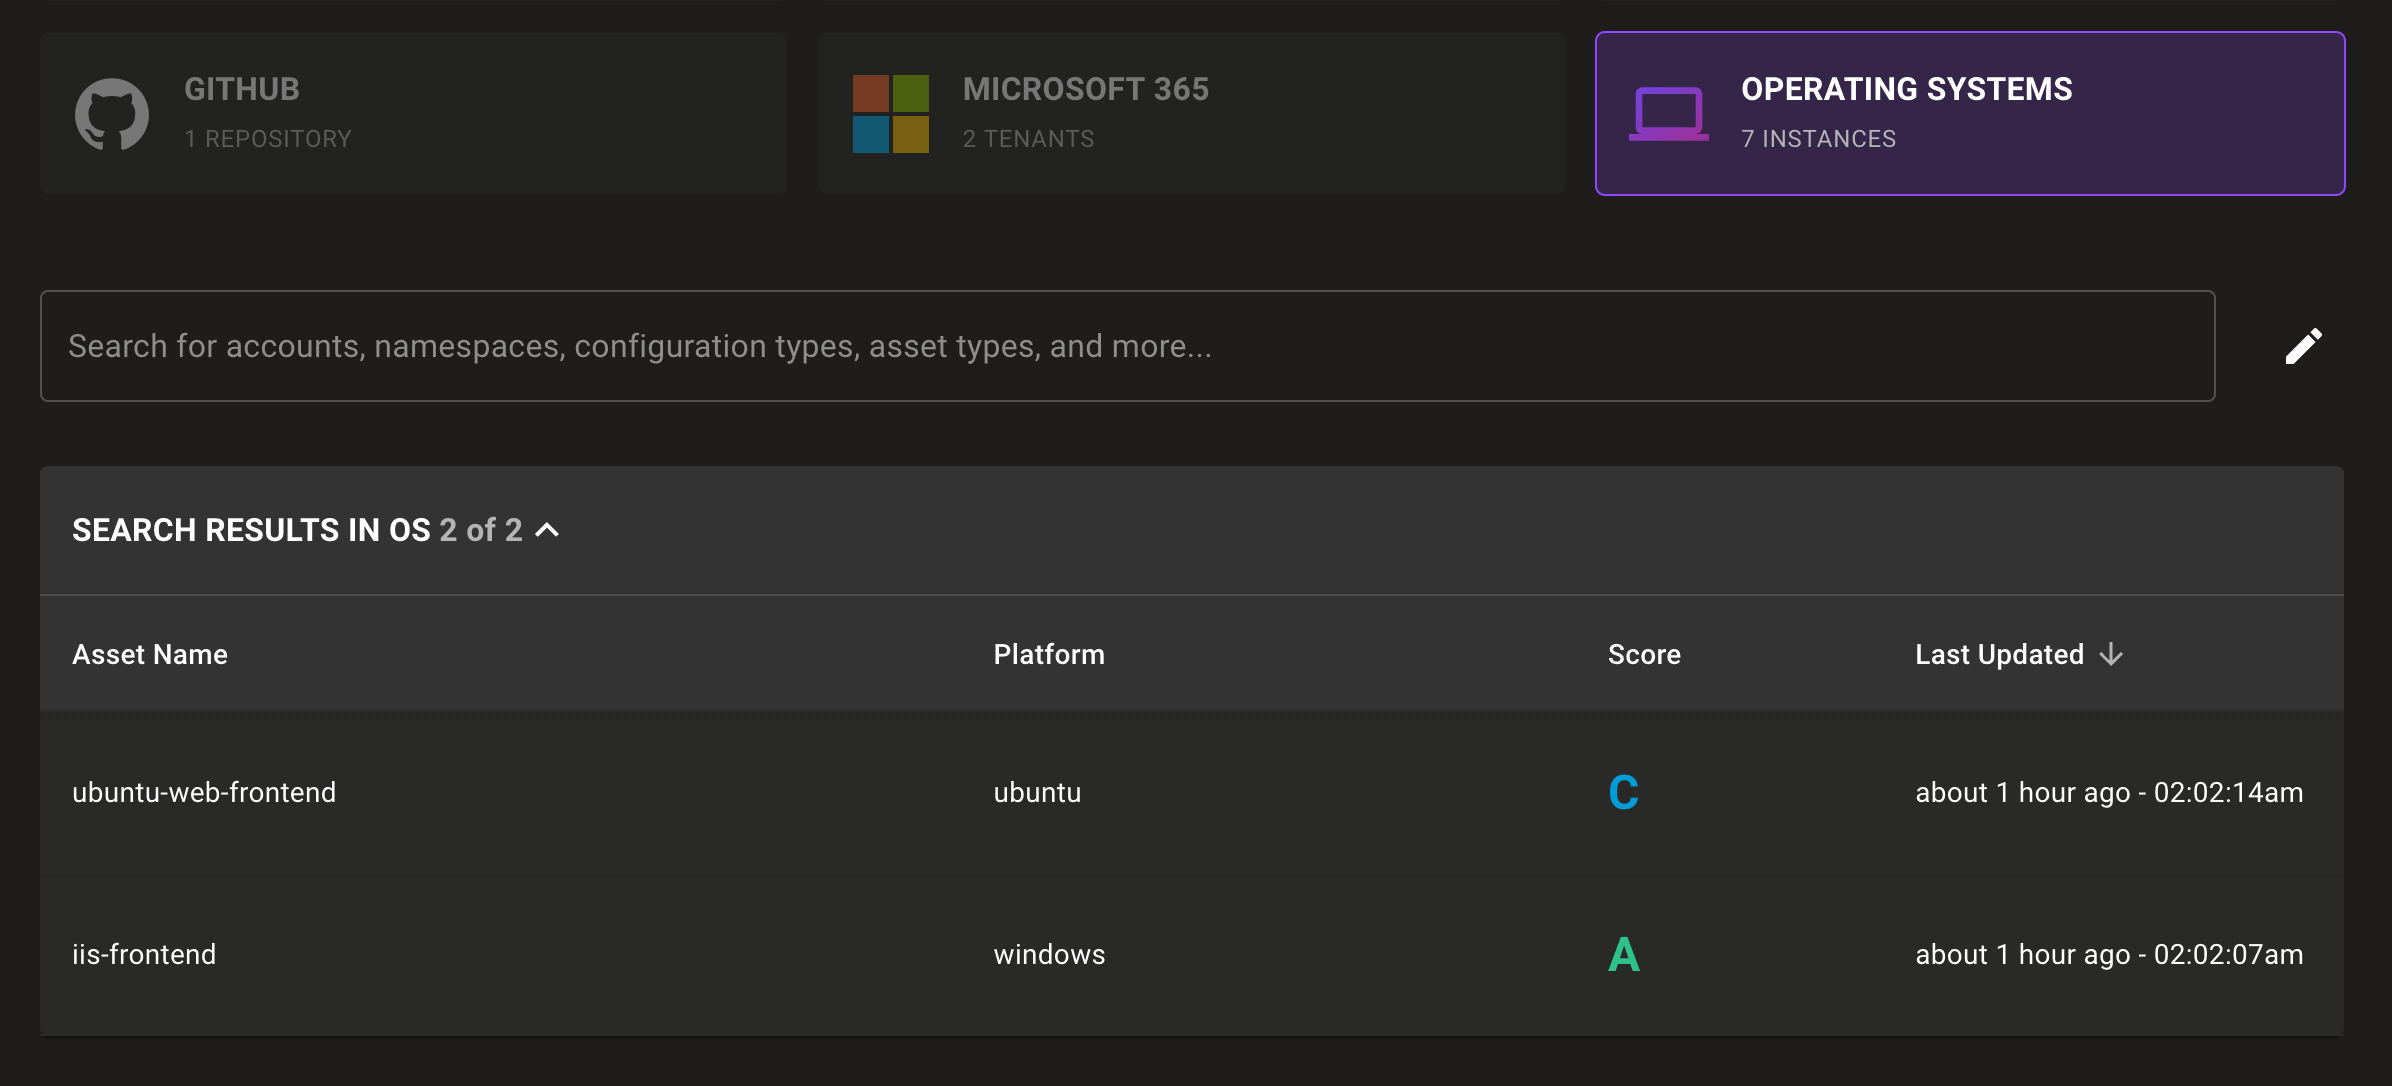 GITHUB
1 REPOSITORY
MICROSOFT 365
2 TENANTS
OPERATING SYSTEMS
7 INSTANCES
Search for accounts, namespaces, configuration types, asset types, and more...
SEARCH RESULTS IN OS 2 of 2
Asset Name Platform Score Last Updated
ubuntu-web-frontend ubuntu C about 1 hour ago - 02:02:14am
iis-frontend windows A about 1 hour ago - 02:02:07am